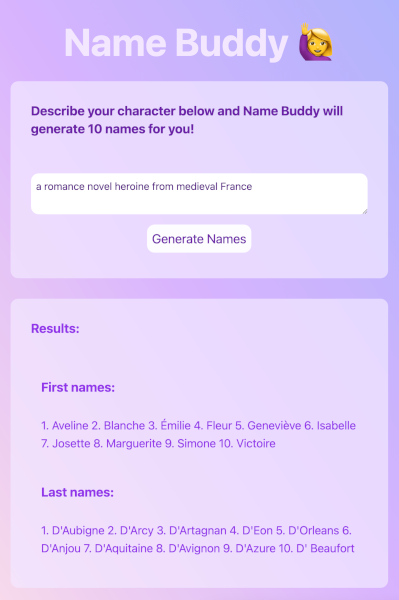 Name Buddy 🙋‍♀️
Describe your character below and Name Buddy will
generate 10 names for you!
a romance novel heroine from medieval France
Generate Names
Results:
First names:
1. Aveline 2. Blanche 3. Émilie 4. Fleur 5. Geneviève 6. Isabelle
7. Josette 8. Marguerite 9. Simone 10. Victoire
Last names:
1. D'Aubigne 2. D'Arcy 3. D'Artagnan 4. D'Eon 5. D'Orleans 6.
D'Anjou 7. D'Aquitaine 8. D'Avignon 9. D'Azure 10. D' Beaufort